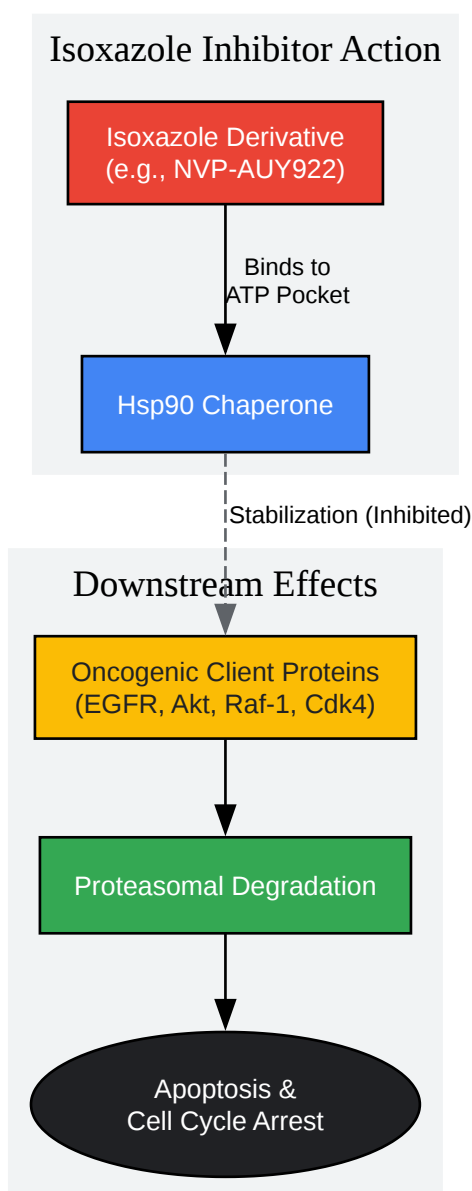 Isoxazole Inhibitor Action
Isoxazole Derivative
(e.g., NVP-AUY922)
Binds to
ATP Pocket
Hsp90 Chaperone
Stabilization (Inhibited)
Downstream Effects
Oncogenic Client Proteins
(EGFR, Akt, Raf-1, Cdk4)
Proteasomal Degradation
Apoptosis &
Cell Cycle Arrest